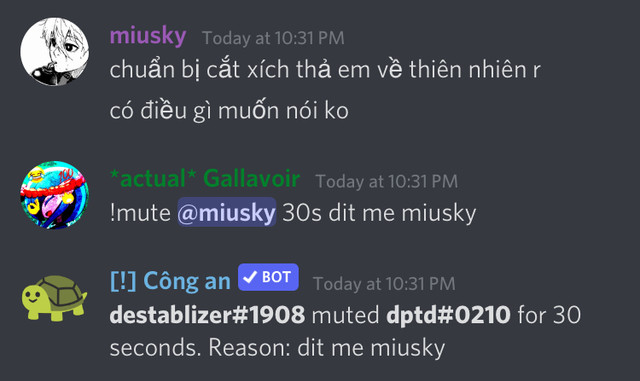 miusky Today at 10:31 PM
chuẩn bị cắt xích thả em về thiên nhiên r
có điều gì muốn nói ko
*actual* Gallavoir Today at 10:31 PM
!mute @miusky 30s dit me miusky
[!] Công an BOT Today at 10:31 PM
destablizer#1908 muted dptd#0210 for 30
seconds. Reason: dit me miusky